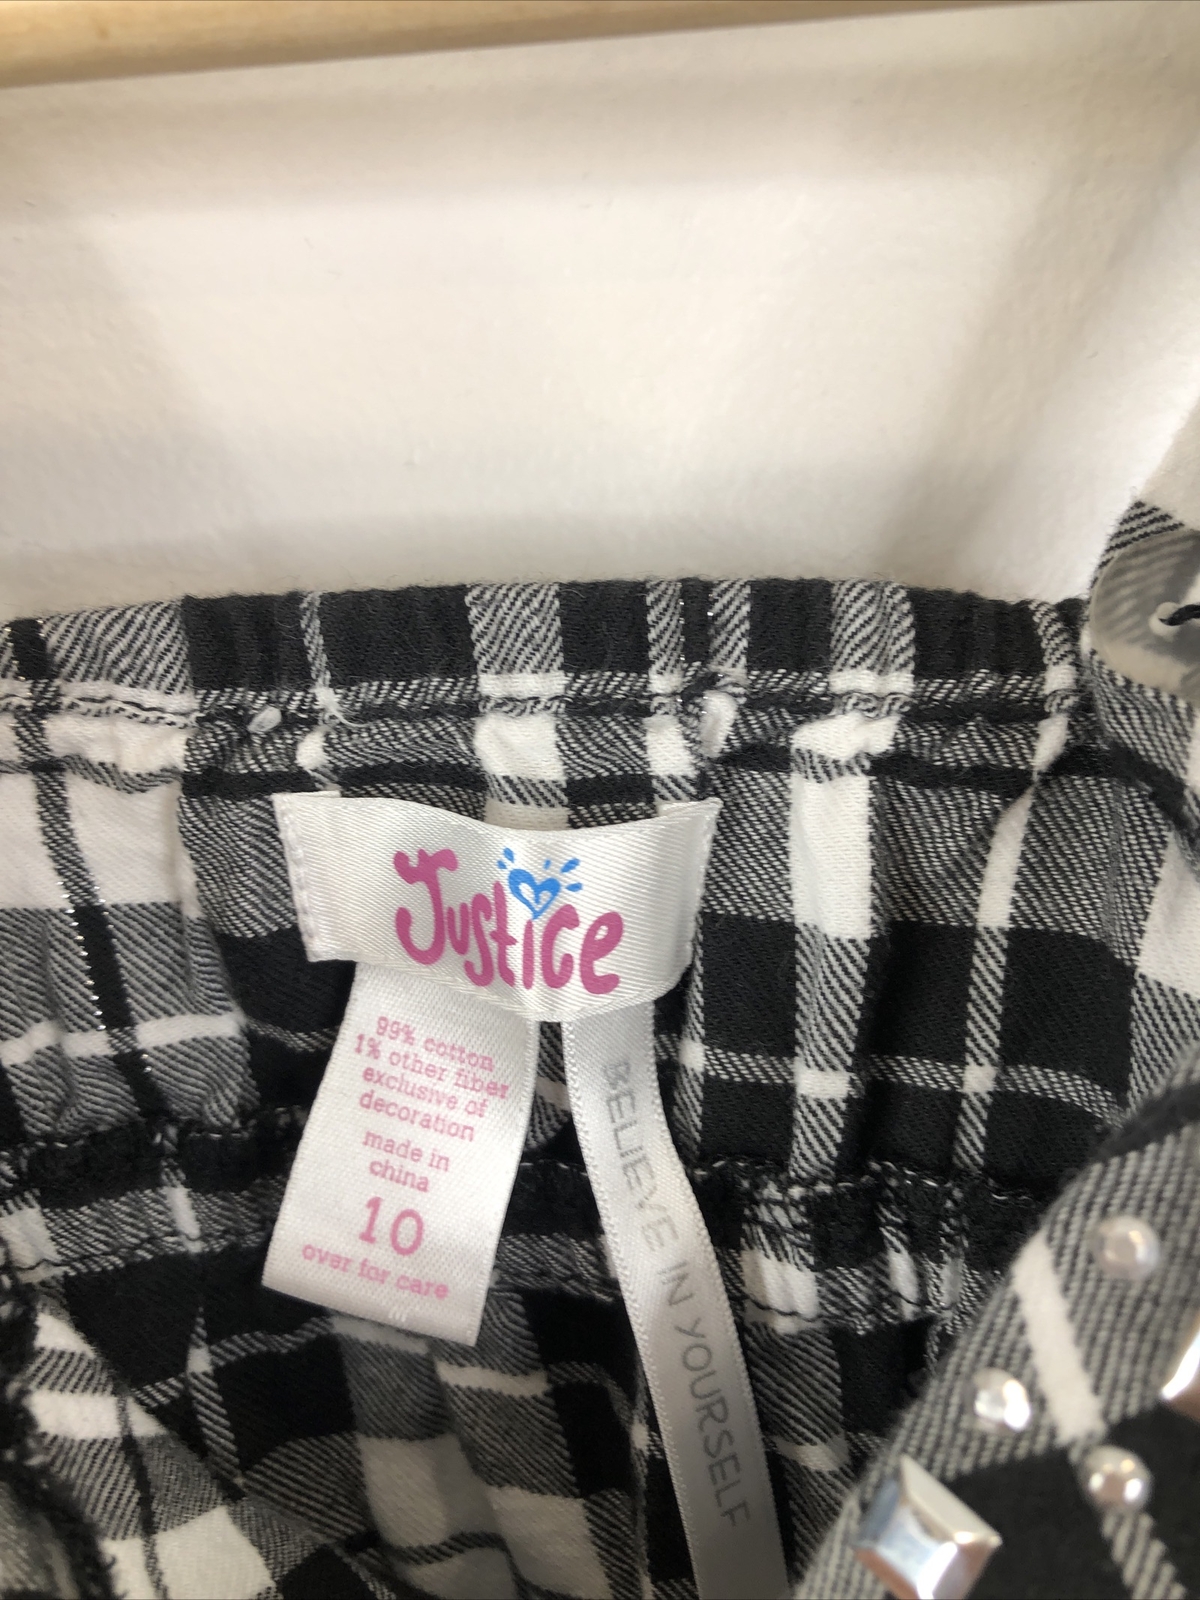 Justice
99% cotton
1% other fiber
exclusive of
decoration
made in
china
10
over for care
BELIEVE IN YOURSELF